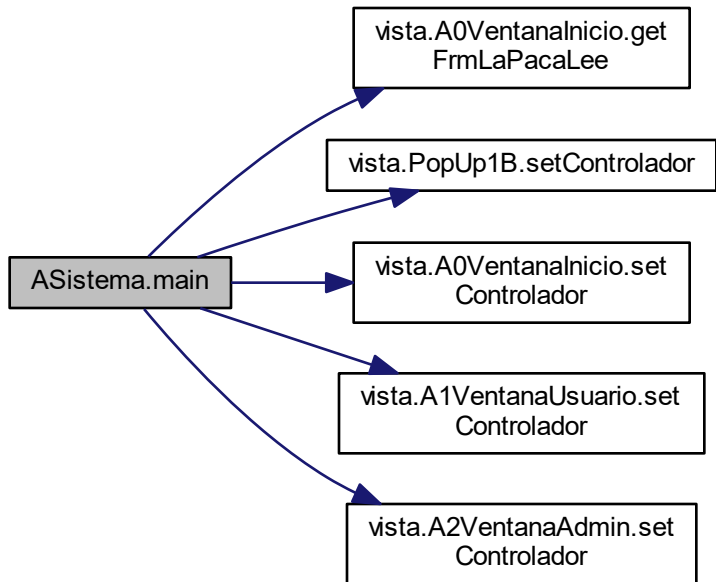 vista.A0VentanaInicio.get
FrmLaPacaLee
vista.PopUp1B.setControlador
ASistema.main
vista.A0VentanaInicio.set
Controlador
vista.A1VentanaUsuario.set
Controlador
vista.A2VentanaAdmin.set
Controlador